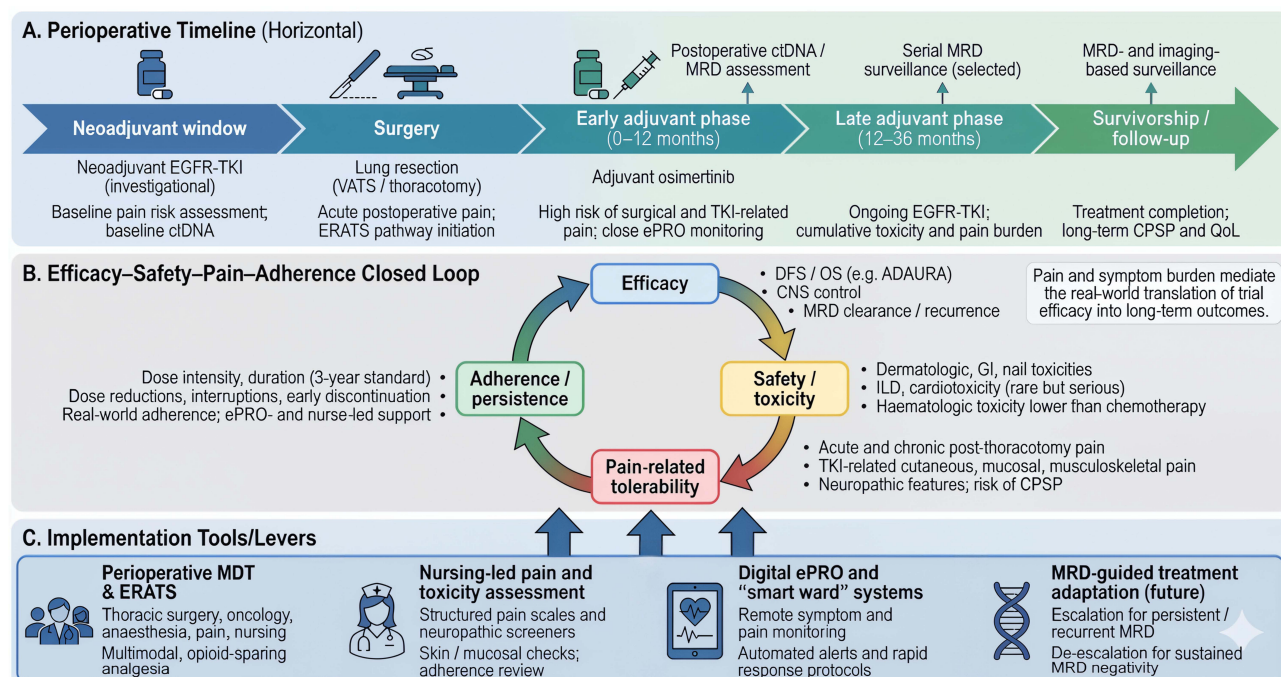 A. Perioperative Timeline (Horizontal)
Postoperative ctDNA /
MRD assessment
Serial MRD
surveillance (selected)
MRD- and imaging-
based surveillance
Neoadjuvant window
Surgery
Early adjuvant phase
(0–12 months)
Late adjuvant phase
(12–36 months)
Survivorship /
follow-up
Neoadjuvant EGFR-TKI
(investigational)
Baseline pain risk assessment;
baseline ctDNA
Lung resection
(VATS / thoracotomy)
Acute postoperative pain;
ERATS pathway initiation
Adjuvant osimertinib
High risk of surgical and TKI-related
pain; close ePRO monitoring
Ongoing EGFR-TKI;
cumulative toxicity and pain burden
Treatment completion;
long-term CPSP and QoL
B. Efficacy–Safety–Pain–Adherence Closed Loop
Efficacy
• DFS / OS (e.g. ADAURA)
• CNS control
• MRD clearance / recurrence
Pain and symptom burden mediate
the real-world translation of trial
efficacy into long-term outcomes.
Dose intensity, duration (3-year standard) •
Dose reductions, interruptions, early discontinuation •
Real-world adherence; ePRO- and nurse-led support •
Adherence /
persistence
Safety /
toxicity
• Dermatologic, GI, nail toxicities
• ILD, cardiotoxicity (rare but serious)
• Haematologic toxicity lower than chemotherapy
Pain-related
tolerability
• Acute and chronic post-thoracotomy pain
• TKI-related cutaneous, mucosal, musculoskeletal pain
• Neuropathic features; risk of CPSP
C. Implementation Tools/Levers
Perioperative MDT
& ERATS
Thoracic surgery, oncology,
anaesthesia, pain, nursing
Multimodal, opioid-sparing
analgesia
Nursing-led pain and
toxicity assessment
Structured pain scales and
neuropathic screeners
Skin / mucosal checks;
adherence review
Digital ePRO and
“smart ward” systems
Remote symptom and
pain monitoring
Automated alerts and rapid
response protocols
MRD-guided treatment
adaptation (future)
Escalation for persistent /
recurrent MRD
De-escalation for sustained
MRD negativity